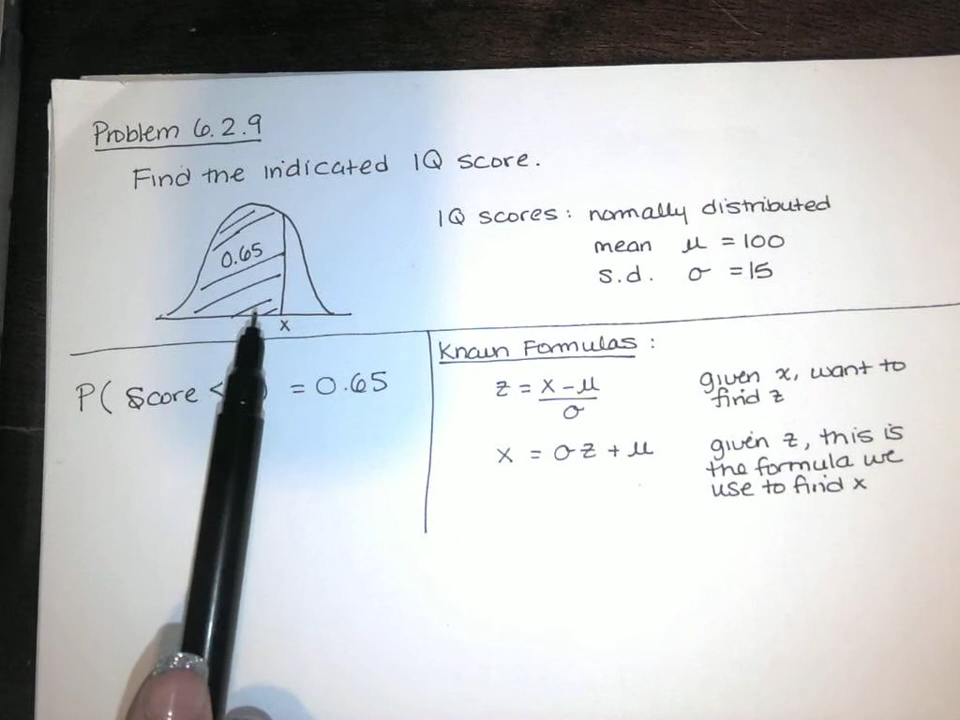 Problem 6.2.9
Find the indicated IQ score.
0.65
x
IQ scores: normally distributed
mean μ = 100
s.d. σ = 15
P( Score < ) = 0.65
Known Formulas:
z = x-μ
σ
given x, want to
find z
x = σz + μ
given z, this is
the formula we
use to find x